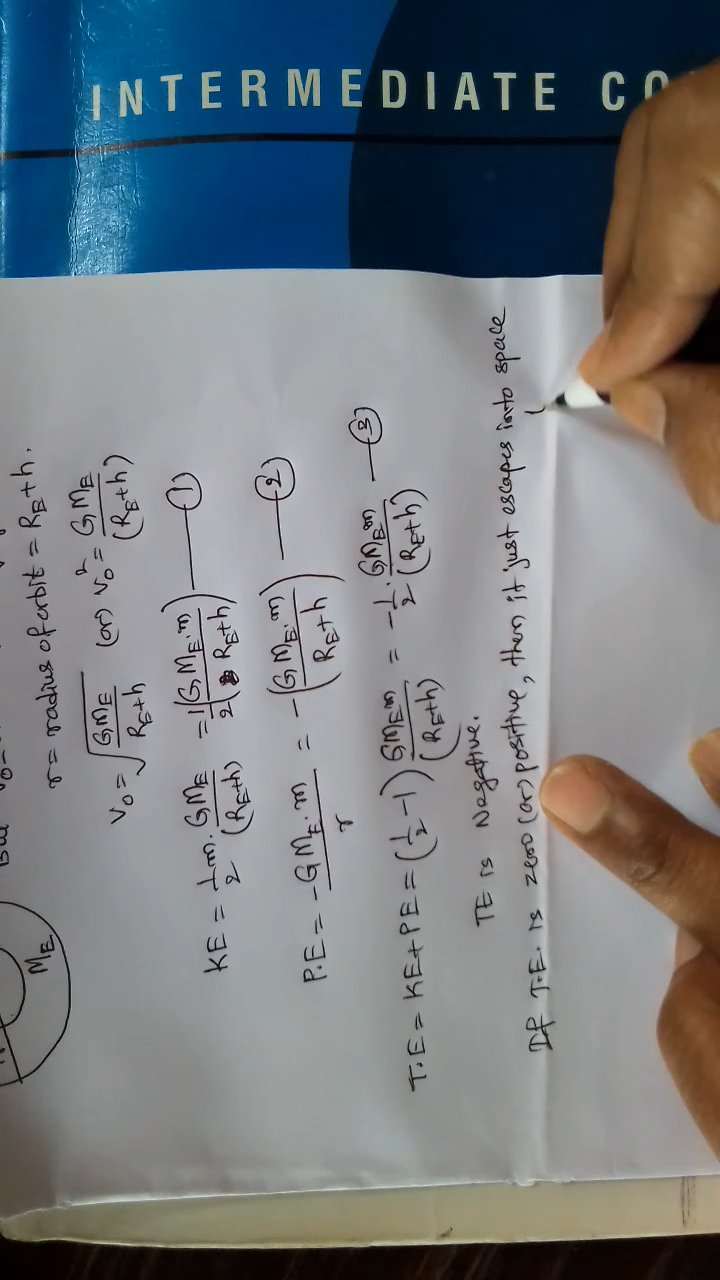 INTERMEDIATE CO
r = radius of orbit = R_E + h.
M_E
v_0 = √(GM_E / R_E+h) (or) v_0² = GM_E / (R_E+h)
KE = 1/2 m. GM_E / (R_E+h) = 1/2 (GM_E.m / R_E+h) — (1)
P.E = -GM_E.m / r = -(GM_E.m / R_E+h) — (2)
T.E = KE+PE = (1/2 - 1) GM_E m / (R_E+h) = -1/2 . GM_E m / (R_E+h) — (3)
TE is Negative.
If T.E. is zero (or) positive, then it just escapes into space